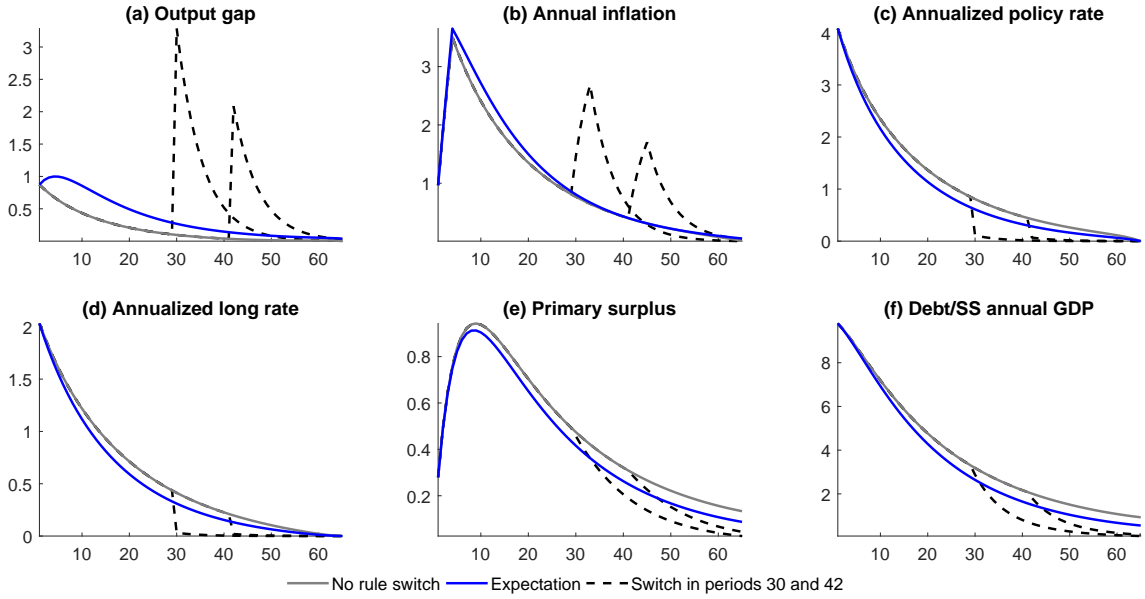 (a) Output gap
(b) Annual inflation
(c) Annualized policy rate
3
2.5
2
1.5
1
0.5
10 20 30 40 50 60
3
2
1
10 20 30 40 50 60
4
3
2
1
0
10 20 30 40 50 60
(d) Annualized long rate
(e) Primary surplus
(f) Debt/SS annual GDP
2
1.5
1
0.5
0
10 20 30 40 50 60
0.8
0.6
0.4
0.2
10 20 30 40 50 60
8
6
4
2
10 20 30 40 50 60
No rule switch Expectation Switch in periods 30 and 42